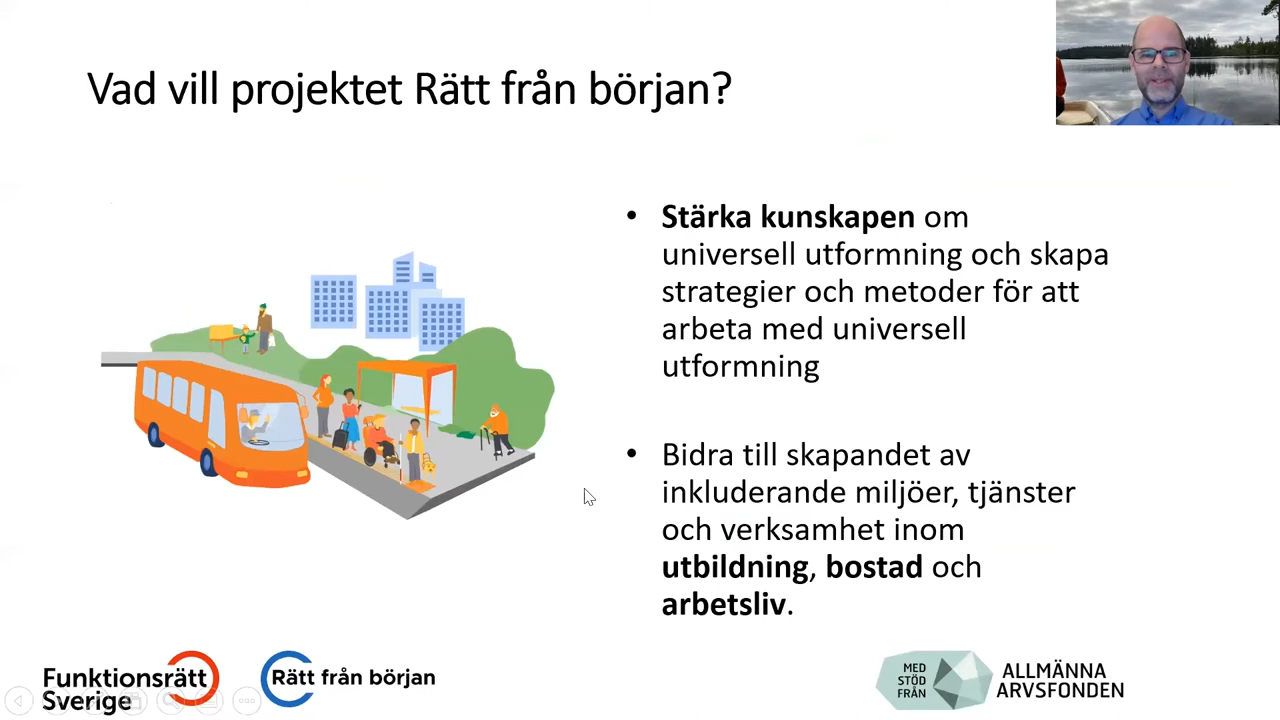 Vad vill projektet Rätt från början?
• Stärka kunskapen om
universell utformning och skapa
strategier och metoder för att
arbeta med universell
utformning
• Bidra till skapandet av
inkluderande miljöer, tjänster
och verksamhet inom
utbildning, bostad och
arbetsliv.
Funktionsrätt
Sverige
Rätt från början
MED
STÖD
FRÅN
ALLMÄNNA
ARVSFONDEN